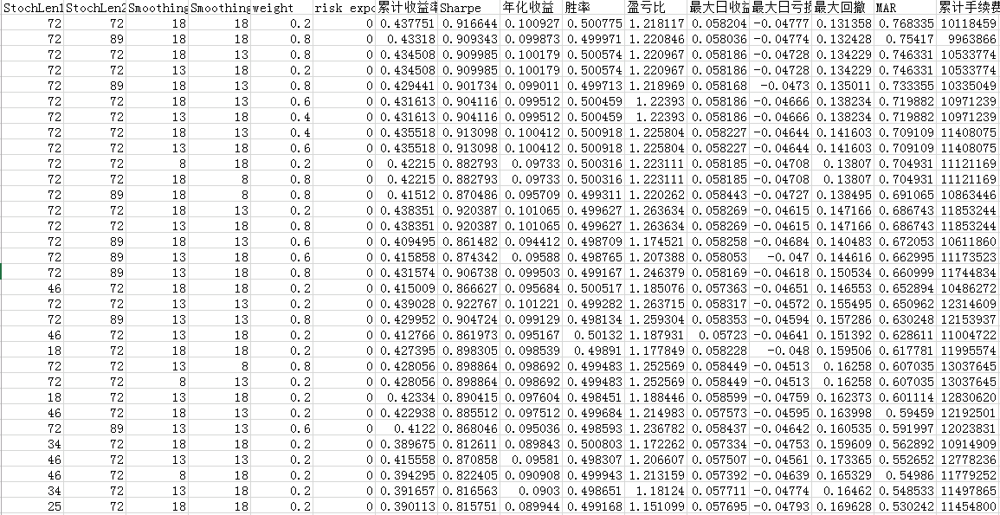 StochLen1 StochLen2 Smoothing Smoothing weight risk_expo 累计收益率 Sharpe 年化收益 胜率 盈亏比 最大日收益 最大日亏损 最大回撤 MAR 累计手续费
72 72 18 18 0.2 0 0.437751 0.916644 0.100927 0.500775 1.218117 0.058204 -0.04777 0.131358 0.768335 10118459
72 89 18 18 0.8 0 0.43318 0.909343 0.099873 0.499971 1.220846 0.058036 -0.04774 0.132428 0.75417 9963866
72 72 18 13 0.8 0 0.434508 0.909985 0.100179 0.500574 1.220967 0.058186 -0.04728 0.134229 0.746331 10533774
72 72 13 18 0.2 0 0.434508 0.909985 0.100179 0.500574 1.220967 0.058186 -0.04728 0.134229 0.746331 10533774
72 89 18 13 0.8 0 0.429441 0.901734 0.099011 0.499713 1.218969 0.058168 -0.0473 0.135011 0.733355 10335049
72 72 18 13 0.6 0 0.431613 0.904116 0.099512 0.500459 1.22393 0.058186 -0.04666 0.138234 0.719882 10971239
72 72 13 18 0.4 0 0.431613 0.904116 0.099512 0.500459 1.22393 0.058186 -0.04666 0.138234 0.719882 10971239
72 72 18 13 0.4 0 0.435518 0.913098 0.100412 0.500918 1.225804 0.058227 -0.04644 0.141603 0.709109 11408075
72 72 13 18 0.6 0 0.435518 0.913098 0.100412 0.500918 1.225804 0.058227 -0.04644 0.141603 0.709109 11408075
72 72 8 18 0.2 0 0.42215 0.882793 0.09733 0.500316 1.223111 0.058185 -0.04708 0.13807 0.704931 11121169
72 72 18 8 0.8 0 0.42215 0.882793 0.09733 0.500316 1.223111 0.058185 -0.04708 0.13807 0.704931 11121169
72 89 18 8 0.8 0 0.41512 0.870486 0.095709 0.499311 1.220262 0.058443 -0.04727 0.138495 0.691065 10863446
72 72 18 13 0.2 0 0.438351 0.920387 0.101065 0.499627 1.263634 0.058269 -0.04615 0.147166 0.686743 11853244
72 72 13 18 0.8 0 0.438351 0.920387 0.101065 0.499627 1.263634 0.058269 -0.04615 0.147166 0.686743 11853244
72 89 18 13 0.6 0 0.409495 0.861482 0.094412 0.498709 1.174521 0.058258 -0.04684 0.140483 0.672053 10611860
72 89 13 18 0.6 0 0.415858 0.874342 0.09588 0.498765 1.207388 0.058053 -0.047 0.144616 0.662995 11173523
72 89 13 18 0.8 0 0.431574 0.906738 0.099503 0.499167 1.246379 0.058169 -0.04618 0.150534 0.660999 11744834
46 72 18 18 0.2 0 0.415009 0.866627 0.095684 0.500517 1.185076 0.057363 -0.04651 0.146553 0.652894 10486272
72 72 13 13 0.2 0 0.439028 0.922767 0.101221 0.499282 1.263715 0.058317 -0.04572 0.155495 0.650962 12314609
72 89 13 13 0.8 0 0.429952 0.904724 0.099129 0.498134 1.259304 0.058353 -0.04594 0.157286 0.630248 12153937
46 72 13 18 0.2 0 0.412766 0.861973 0.095167 0.50132 1.187931 0.05723 -0.04641 0.151392 0.628611 11004722
18 72 18 18 0.2 0 0.427395 0.898305 0.098539 0.49891 1.177849 0.058228 -0.048 0.159506 0.617781 11995574
72 72 13 8 0.8 0 0.428056 0.898864 0.098692 0.499483 1.252569 0.058449 -0.04513 0.16258 0.607035 13037645
72 72 8 13 0.2 0 0.428056 0.898864 0.098692 0.499483 1.252569 0.058449 -0.04513 0.16258 0.607035 13037645
18 72 13 18 0.2 0 0.42334 0.890415 0.097604 0.498451 1.188446 0.058599 -0.04759 0.162373 0.601114 12830620
46 72 18 13 0.2 0 0.422938 0.885512 0.097512 0.499684 1.214983 0.057573 -0.04595 0.163998 0.59459 12192501
72 89 13 13 0.6 0 0.4122 0.868046 0.095036 0.498593 1.236782 0.058437 -0.04642 0.160535 0.591997 12023831
34 72 18 18 0.2 0 0.389675 0.812611 0.089843 0.500803 1.172262 0.057334 -0.04753 0.159609 0.562892 10914909
46 72 13 13 0.2 0 0.415558 0.870858 0.09581 0.498307 1.206607 0.057507 -0.04561 0.173365 0.552652 12778236
46 72 8 18 0.2 0 0.394295 0.822405 0.090908 0.499943 1.213159 0.057392 -0.04639 0.165329 0.54986 11779252
34 72 13 18 0.2 0 0.391657 0.816563 0.0903 0.498651 1.18124 0.057711 -0.04774 0.16462 0.548533 11497865
25 72 18 18 0.2 0 0.390113 0.815751 0.089944 0.499168 1.151099 0.057695 -0.04793 0.169628 0.530242 11454800